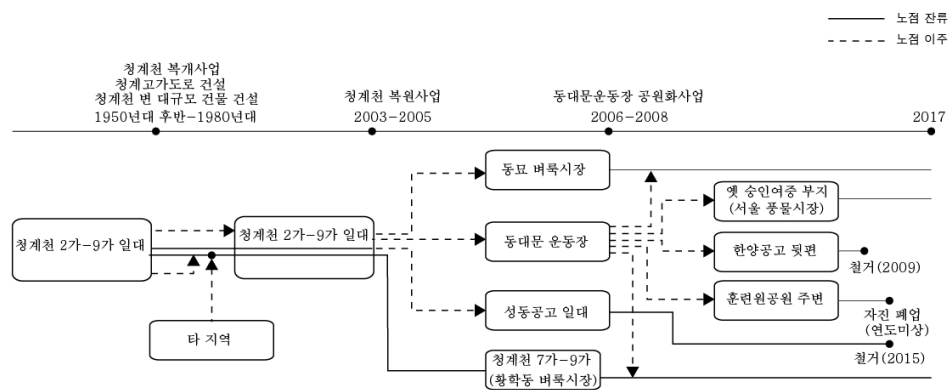 노점 잔류
노점 이주
청계천 복개사업
청계고가도로 건설
청계천 변 대규모 건물 건설
1950년대 후반-1980년대
청계천 복원사업
2003-2005
동대문운동장 공원화사업
2006-2008
2017
청계천 2가-9가 일대
타 지역
청계천 2가-9가 일대
동묘 벼룩시장
동대문 운동장
성동공고 일대
청계천 7가-9가
(황학동 벼룩시장)
옛 숭인여중 부지
(서울 풍물시장)
한양공고 뒷편
철거(2009)
훈련원공원 주변
자진 폐업
(연도미상)
철거(2015)